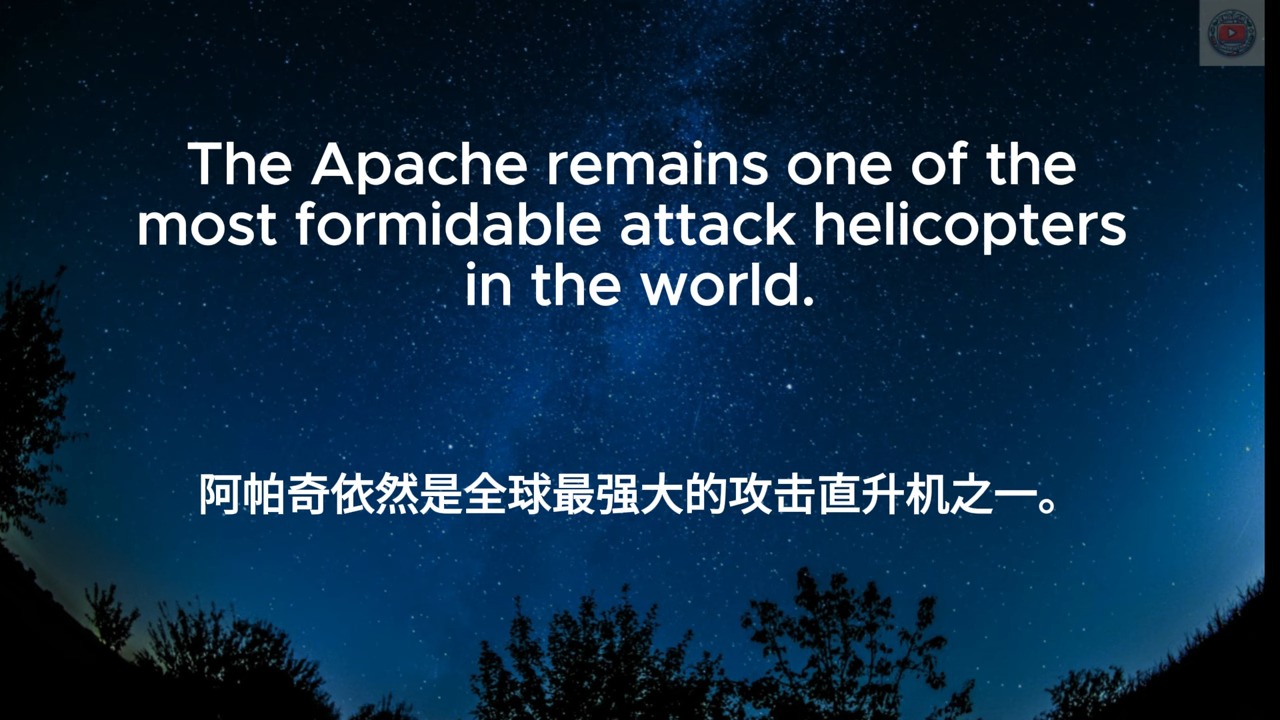 The Apache remains one of the
most formidable attack helicopters
in the world.
阿帕奇依然是全球最强大的攻击直升机之一。